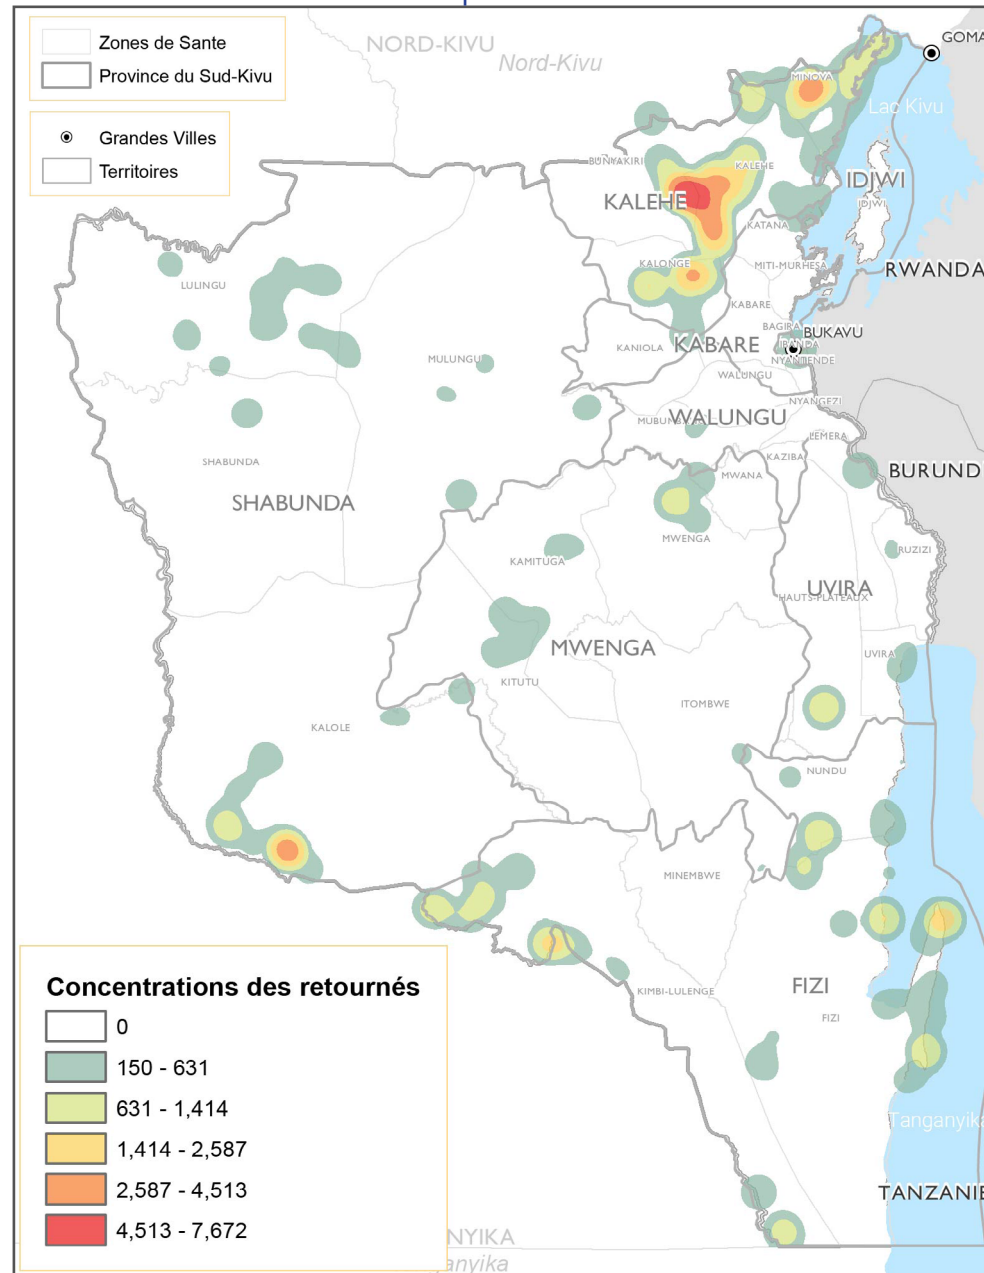 Zones de Sante
Province du Sud-Kivu
Grandes Villes
Territoires
NORD-KIVU
Nord-Kivu
GOMA
MINOVA
Lac Kivu
BUNYAKIRI
KALEHE
IDJWI
KALEHE
IDJWI
KATANA
KALONGE
MITI-MURHESA
RWANDA
LULINGU
KABARE
BAGIRA
BUKAVU
IBANDA
KANIOLA
KABARE
NYANTENDE
MULUNGU
WALUNGU
NYANGEZI
WALUNGU
LEMERA
KAZIBA
SHABUNDA
MWANA
BURUND
SHABUNDA
MWENGA
RUZIZI
KAMITUGA
UVIRA
HAUTS-PLATEAUX
MWENGA
UVIRA
KITUTU
ITOMBWE
KALOLE
NUNDU
MINEMBWE
FIZI
KIMBI-LULENGE
FIZI
Tanganyika
TANZANIE
Concentrations des retournés
0
150 - 631
631 - 1,414
1,414 - 2,587
2,587 - 4,513
4,513 - 7,672
NYIKA
anyika